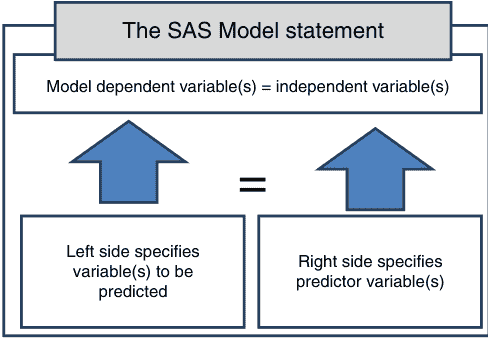 The SAS Model statement
Model dependent variable(s) = independent variable(s)
=
Left side specifies
variable(s) to be
predicted
Right side specifies
predictor variable(s)